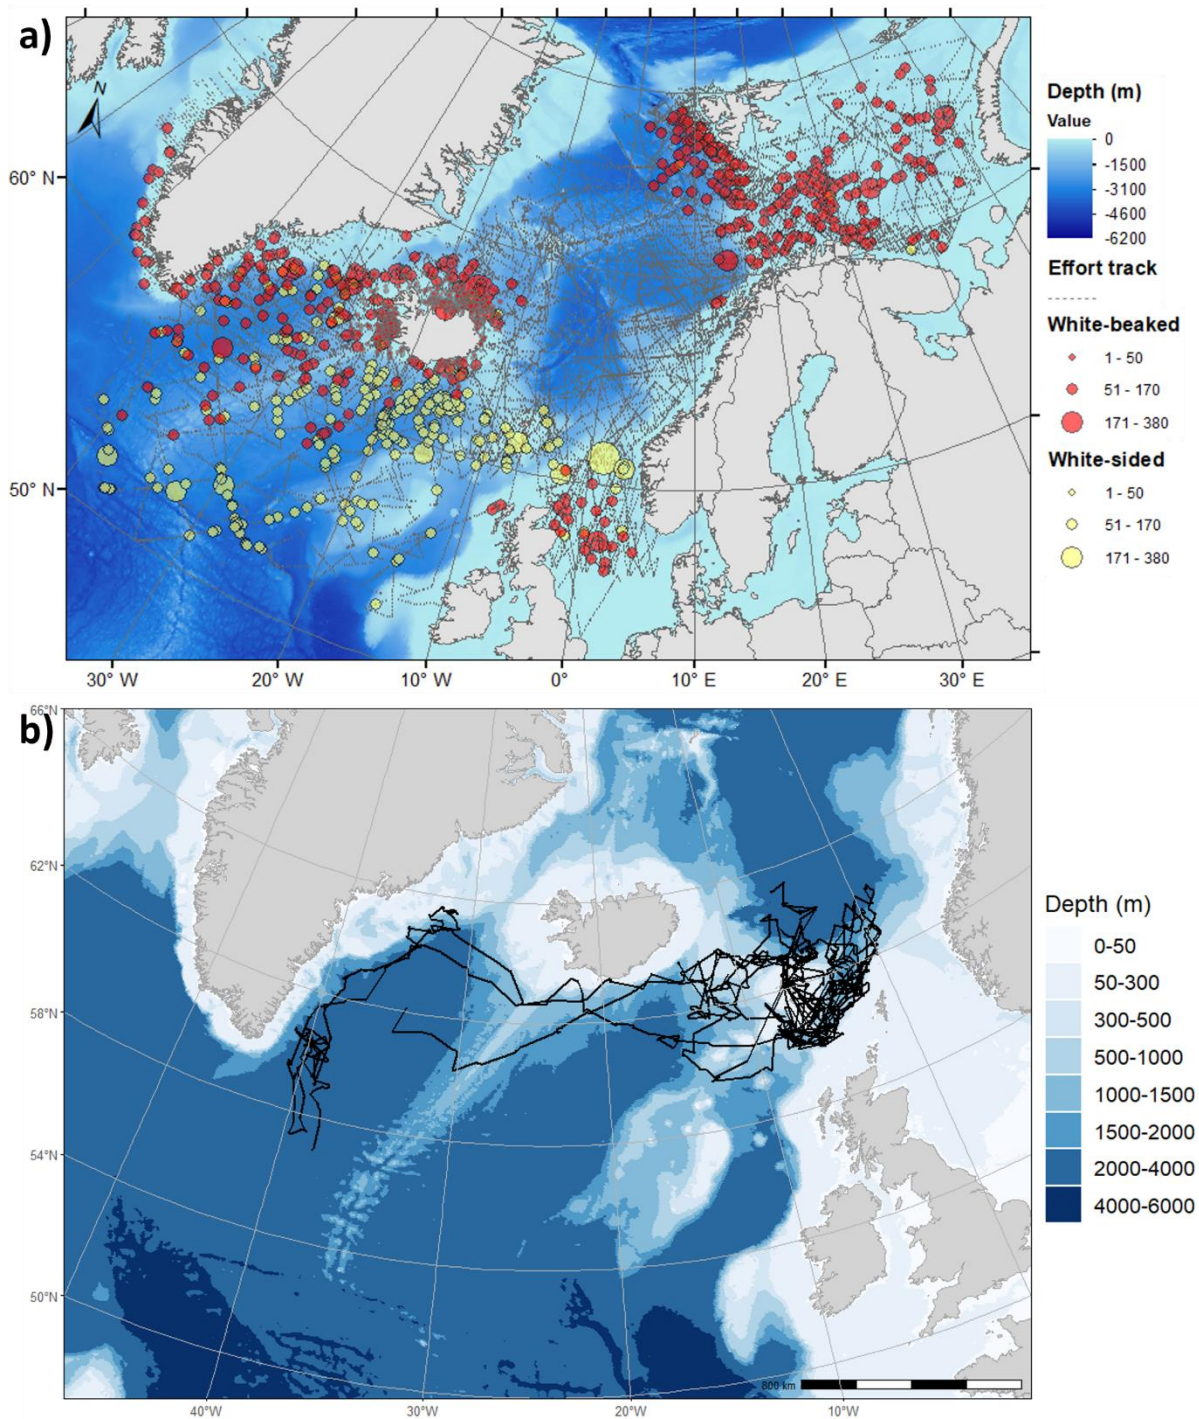 a)
N
60° N
50° N
30° W
20° W
10° W
0°
10° E
20° E
30° E
Depth (m)
Value
0
-1500
-3100
-4600
-6200
Effort track
White-beaked
1 - 50
51 - 170
171 - 380
White-sided
1 - 50
51 - 170
171 - 380
b)
66°N
62°N
58°N
54°N
50°N
40°W
30°W
20°W
10°W
800 km
Depth (m)
0-50
50-300
300-500
500-1000
1000-1500
1500-2000
2000-4000
4000-6000